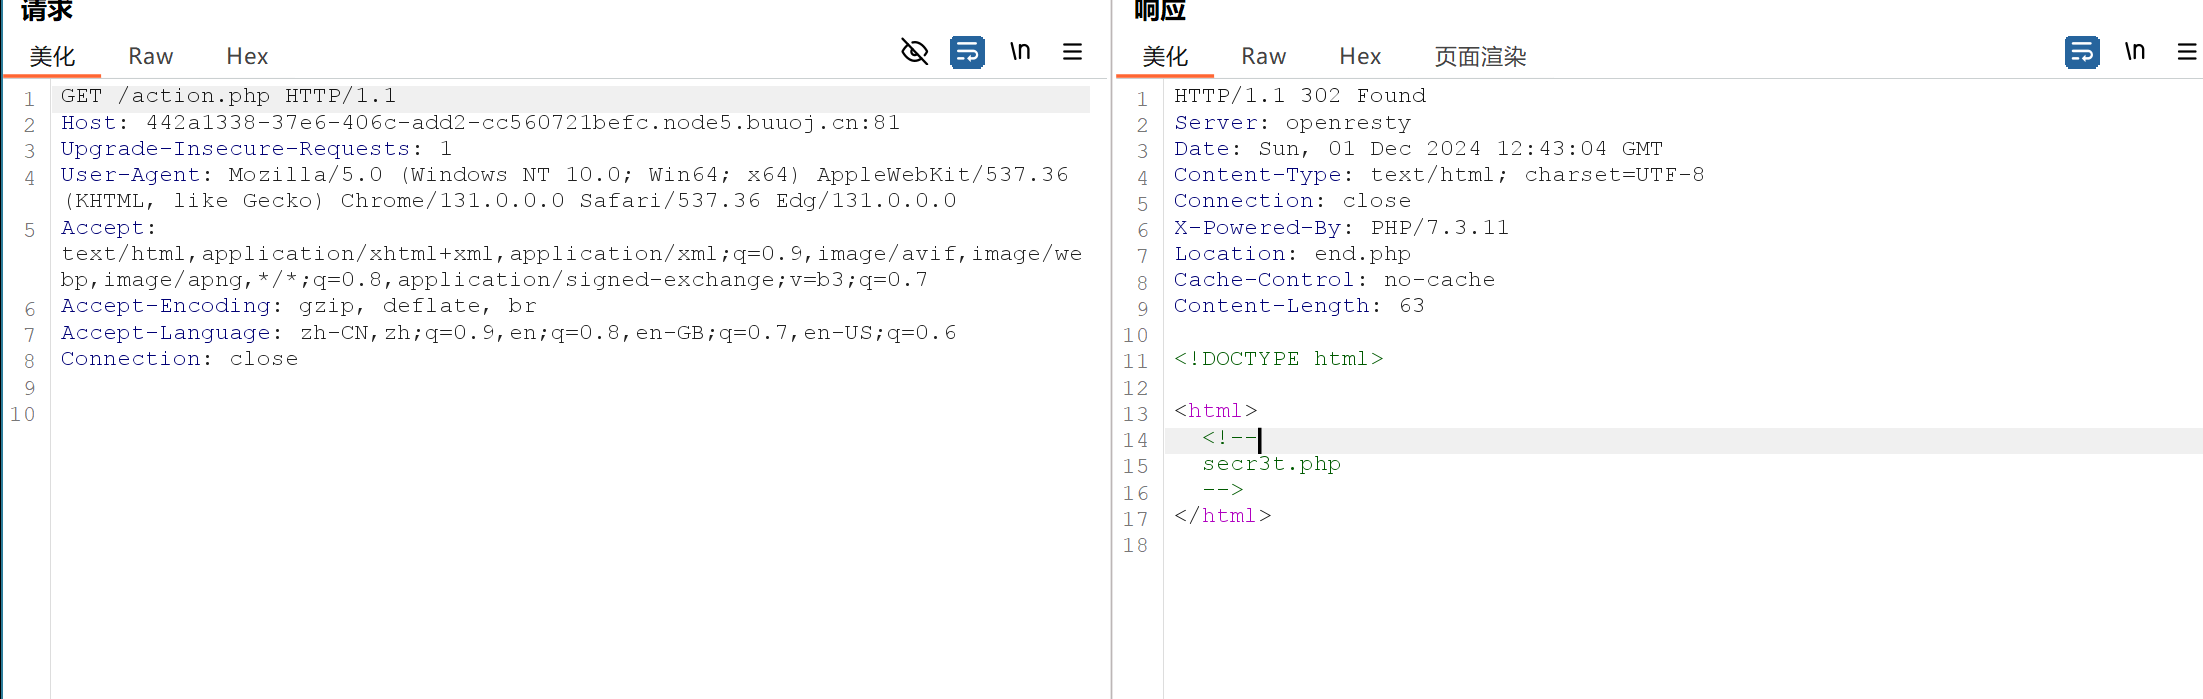 请求
美化 Raw Hex \n
1 GET /action.php HTTP/1.1
2 Host: 442a1338-37e6-406c-add2-cc560721befc.node5.buuoj.cn:81
3 Upgrade-Insecure-Requests: 1
4 User-Agent: Mozilla/5.0 (Windows NT 10.0; Win64; x64) AppleWebKit/537.36
(KHTML, like Gecko) Chrome/131.0.0.0 Safari/537.36 Edg/131.0.0.0
5 Accept:
text/html,application/xhtml+xml,application/xml;q=0.9,image/avif,image/we
bp,image/apng,*/*;q=0.8,application/signed-exchange;v=b3;q=0.7
6 Accept-Encoding: gzip, deflate, br
7 Accept-Language: zh-CN,zh;q=0.9,en;q=0.8,en-GB;q=0.7,en-US;q=0.6
8 Connection: close
9
10
响应
美化 Raw Hex 页面渲染 \n
1 HTTP/1.1 302 Found
2 Server: openresty
3 Date: Sun, 01 Dec 2024 12:43:04 GMT
4 Content-Type: text/html; charset=UTF-8
5 Connection: close
6 X-Powered-By: PHP/7.3.11
7 Location: end.php
8 Cache-Control: no-cache
9 Content-Length: 63
10
11 <!DOCTYPE html>
12
13 <html>
14 <!--
15 secr3t.php
16 -->
17 </html>
18